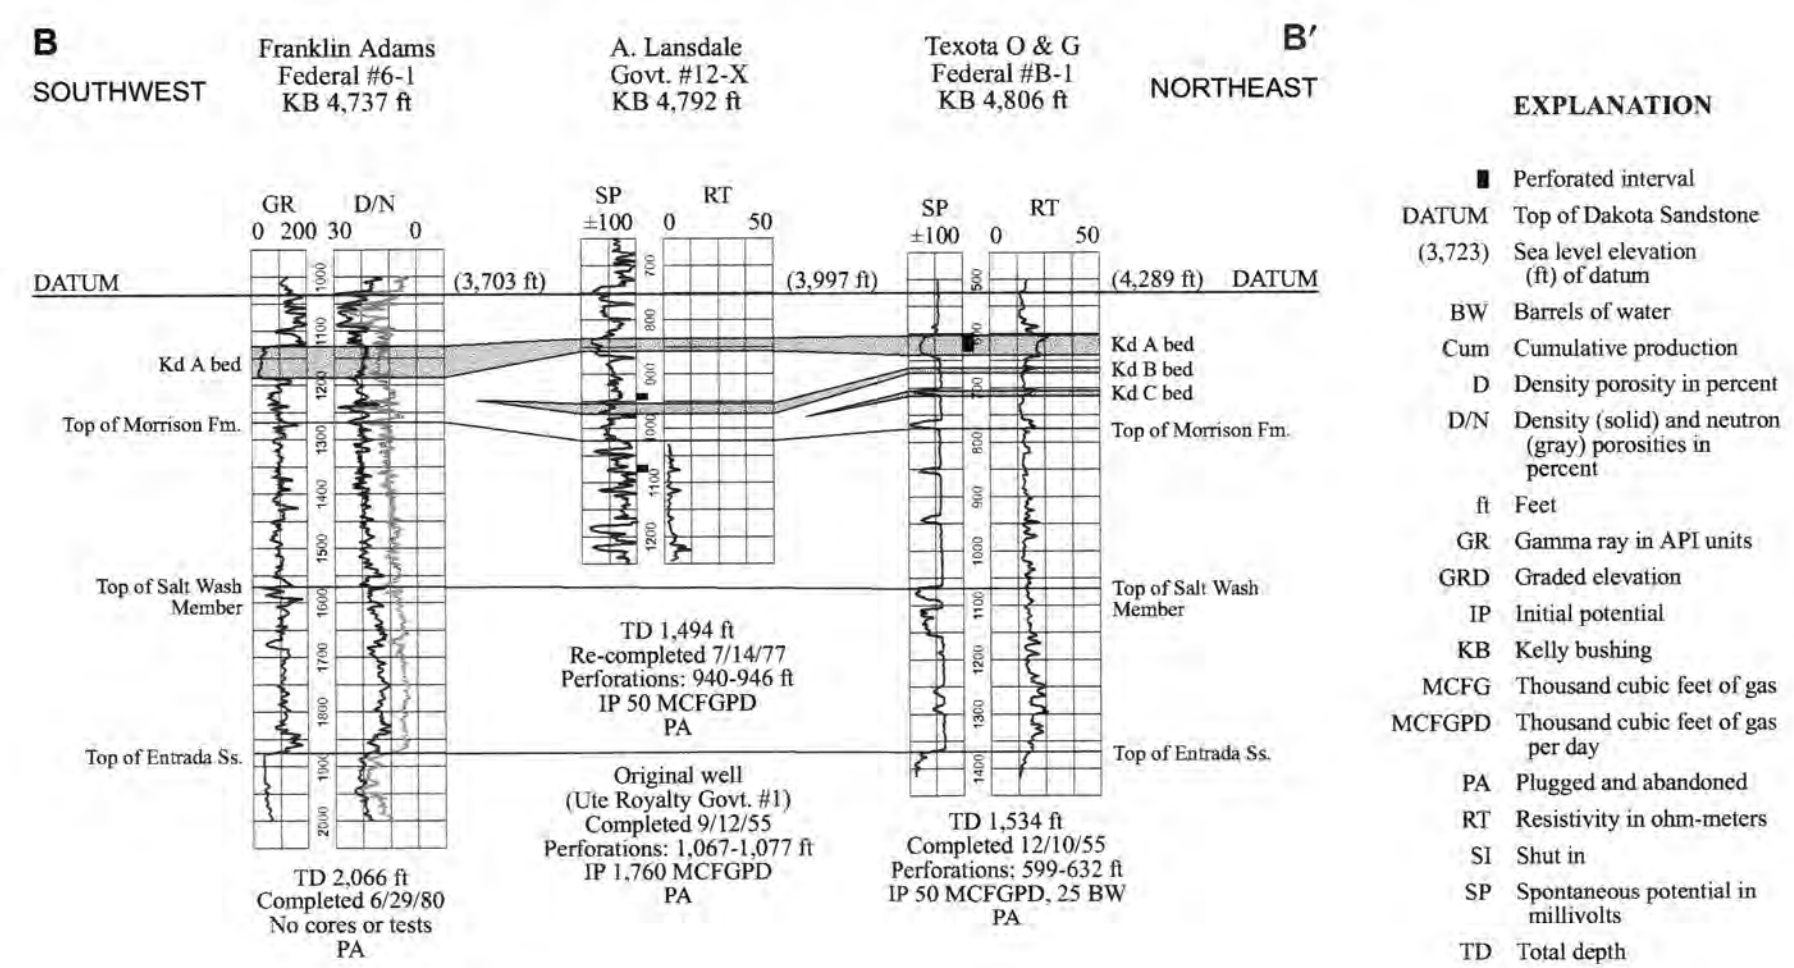 B
SOUTHWEST
Franklin Adams
Federal #6-1
KB 4,737 ft
A. Lansdale
Govt. #12-X
KB 4,792 ft
Texota O & G
Federal #B-1
KB 4,806 ft
B′
NORTHEAST
GR D/N
0 200 30 0
SP RT
±100 0 50
SP RT
±100 0 50
DATUM
(3,703 ft)
(3,997 ft)
(4,289 ft) DATUM
1000
1100
1200
1300
1400
1500
1600
1700
1800
1900
2000
700
800
900
1000
1100
1200
500
700
800
900
1000
1100
1200
1300
1400
Kd A bed
Top of Morrison Fm.
Top of Salt Wash
Member
Top of Entrada Ss.
Kd A bed
Kd B bed
Kd C bed
Top of Morrison Fm.
Top of Salt Wash
Member
Top of Entrada Ss.
TD 2,066 ft
Completed 6/29/80
No cores or tests
PA
TD 1,494 ft
Re-completed 7/14/77
Perforations: 940-946 ft
IP 50 MCFGPD
PA
Original well
(Ute Royalty Govt. #1)
Completed 9/12/55
Perforations: 1,067-1,077 ft
IP 1,760 MCFGPD
PA
TD 1,534 ft
Completed 12/10/55
Perforations: 599-632 ft
IP 50 MCFGPD, 25 BW
PA
EXPLANATION
Perforated interval
DATUM Top of Dakota Sandstone
(3,723) Sea level elevation
(ft) of datum
BW Barrels of water
Cum Cumulative production
D Density porosity in percent
D/N Density (solid) and neutron
(gray) porosities in
percent
ft Feet
GR Gamma ray in API units
GRD Graded elevation
IP Initial potential
KB Kelly bushing
MCFG Thousand cubic feet of gas
MCFGPD Thousand cubic feet of gas
per day
PA Plugged and abandoned
RT Resistivity in ohm-meters
SI Shut in
SP Spontaneous potential in
millivolts
TD Total depth